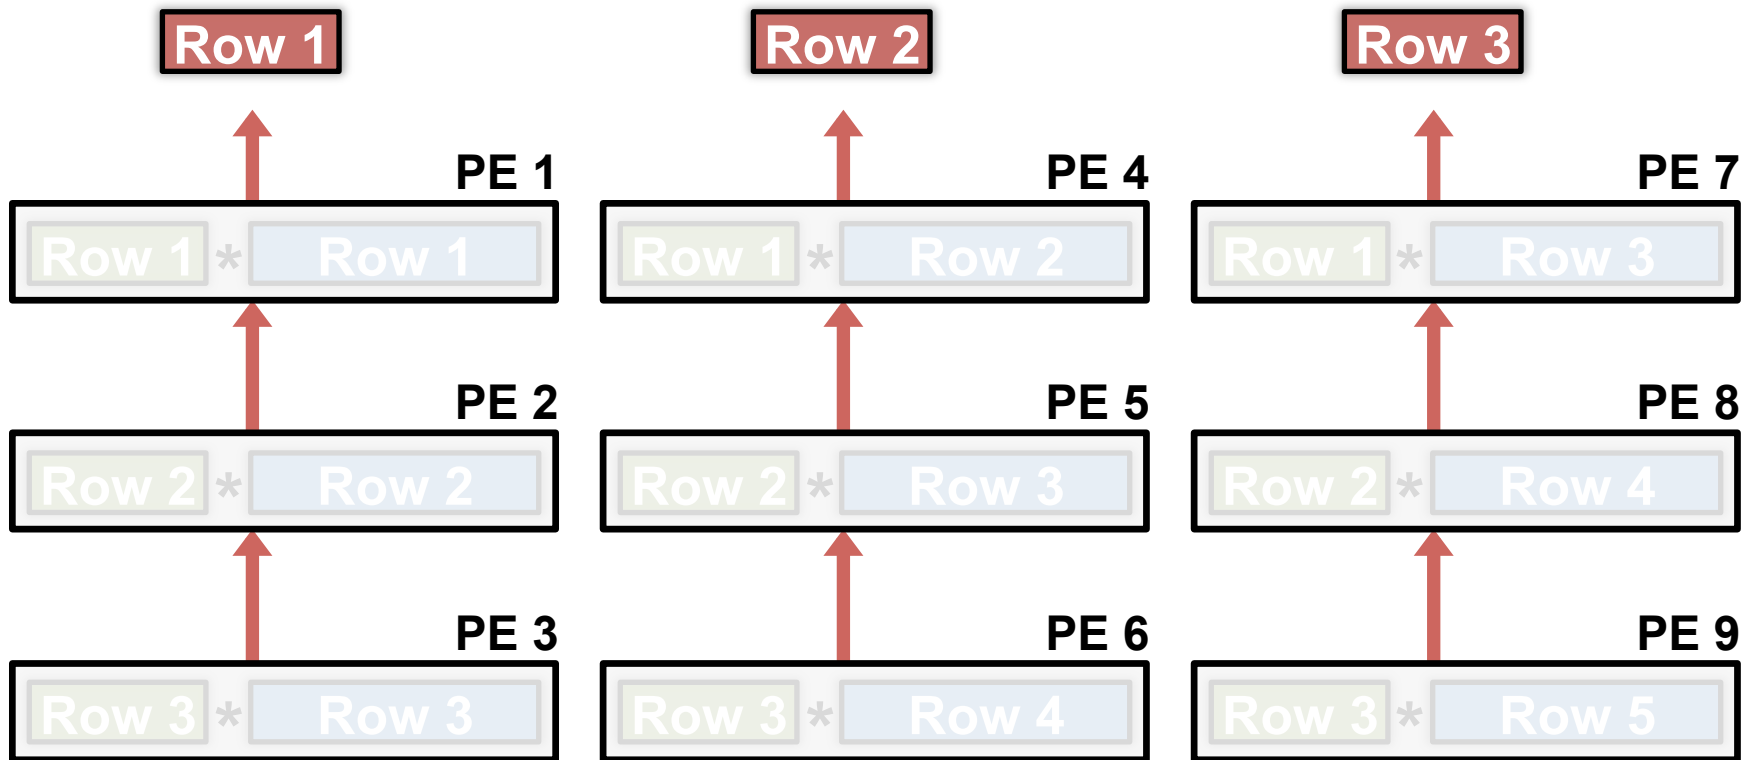 Row 1 Row 2 Row 3
PE 1 PE 4 PE 7
Row 1 * Row 1 Row 1 * Row 2 Row 1 * Row 3
PE 2 PE 5 PE 8
Row 2 * Row 2 Row 2 * Row 3 Row 2 * Row 4
PE 3 PE 6 PE 9
Row 3 * Row 3 Row 3 * Row 4 Row 3 * Row 5